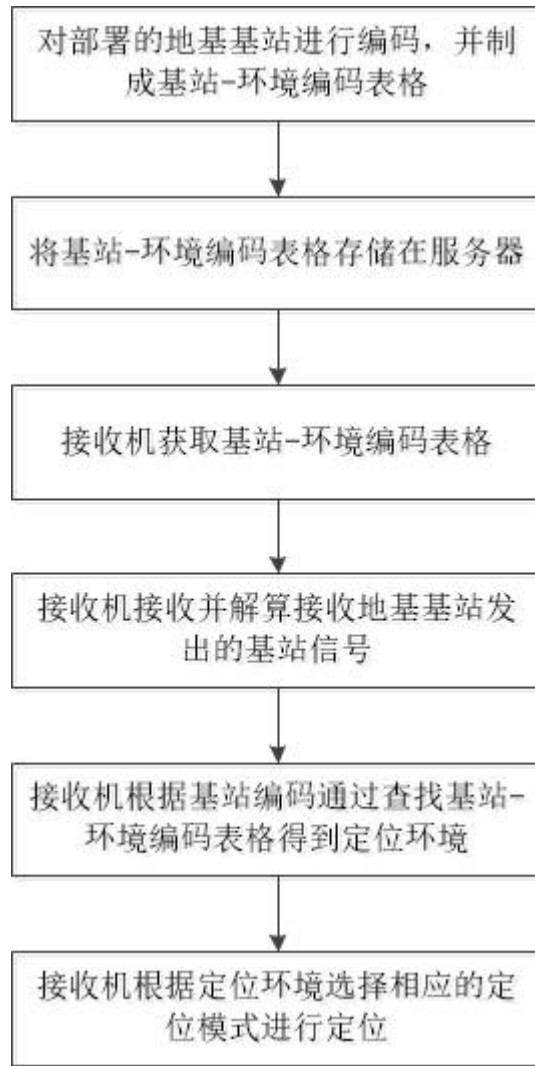 对部署的地基基站进行编码，并制
成基站-环境编码表格
将基站-环境编码表格存储在服务器
接收机获取基站-环境编码表格
接收机接收并解算接收地基基站发
出的基站信号
接收机根据基站编码通过查找基站-
环境编码表格得到定位环境
接收机根据定位环境选择相应的定
位模式进行定位